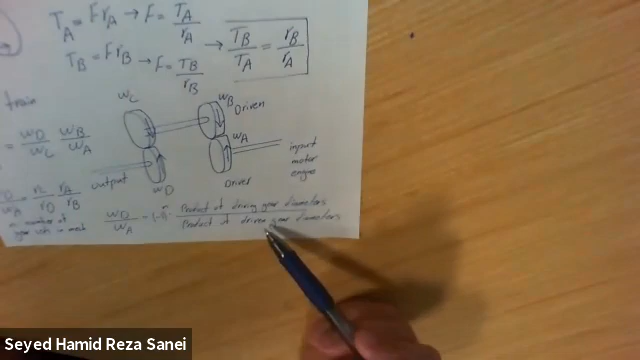 T_A = F r_A → F = T_A / r_A
T_B = F r_B → F = T_B / r_B
→ T_B / T_A = r_B / r_A
train
ω_C
ω_B
Driven
= ω_D / ω_C ω_B / ω_A
ω_A
input
motor
engine
output
ω_D
Driver
ω_A = r_C / r_D r_A / r_B
n: number of
gear sets in mesh
ω_D / ω_A = (-1)^n · Product of driving gear diameters / Product of driven gear diameters
Seyed Hamid Reza Sanei